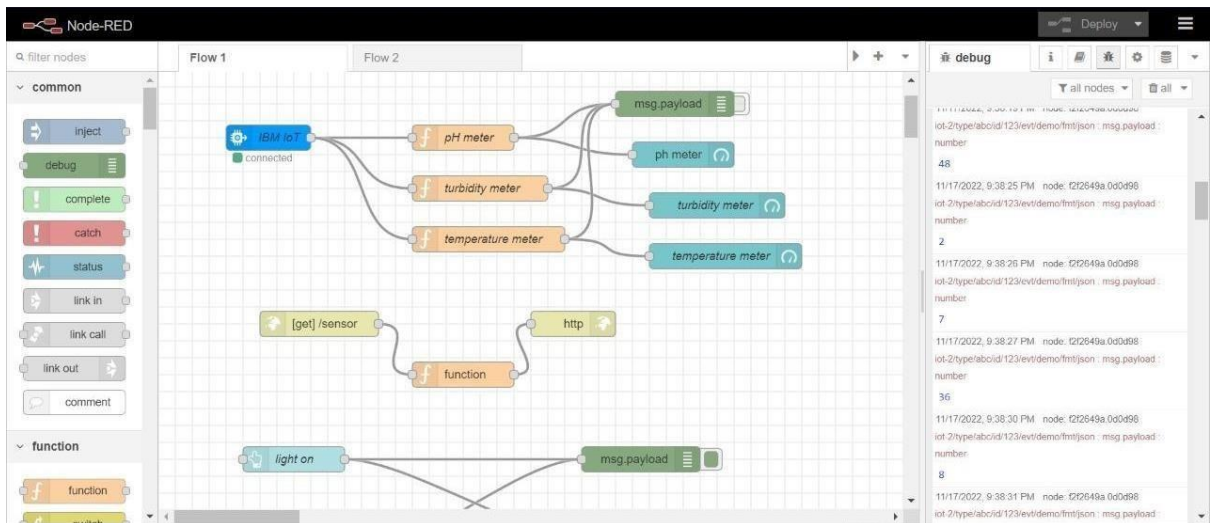 Node-RED
Deploy
filter nodes
common
inject
debug
complete
catch
status
link in
link call
link out
comment
function
function
Flow 1
Flow 2
IBM IoT
connected
pH meter
turbidity meter
temperature meter
msg.payload
ph meter
turbidity meter
temperature meter
[get] /sensor
http
function
light on
msg.payload
debug
i
all nodes
all
iot-2/type/abc/id/123/evt/demo/fmt/json : msg.payload :
number
48
11/17/2022, 9:38:25 PM node: f2f2649a.0d0d98
iot-2/type/abc/id/123/evt/demo/fmt/json : msg.payload :
number
2
11/17/2022, 9:38:26 PM node: f2f2649a.0d0d98
iot-2/type/abc/id/123/evt/demo/fmt/json : msg.payload :
number
7
11/17/2022, 9:38:27 PM node: f2f2649a.0d0d98
iot-2/type/abc/id/123/evt/demo/fmt/json : msg.payload :
number
36
11/17/2022, 9:38:30 PM node: f2f2649a.0d0d98
iot-2/type/abc/id/123/evt/demo/fmt/json : msg.payload :
number
8
11/17/2022, 9:38:31 PM node: f2f2649a.0d0d98
iot-2/type/abc/id/123/evt/demo/fmt/json : msg.payload :